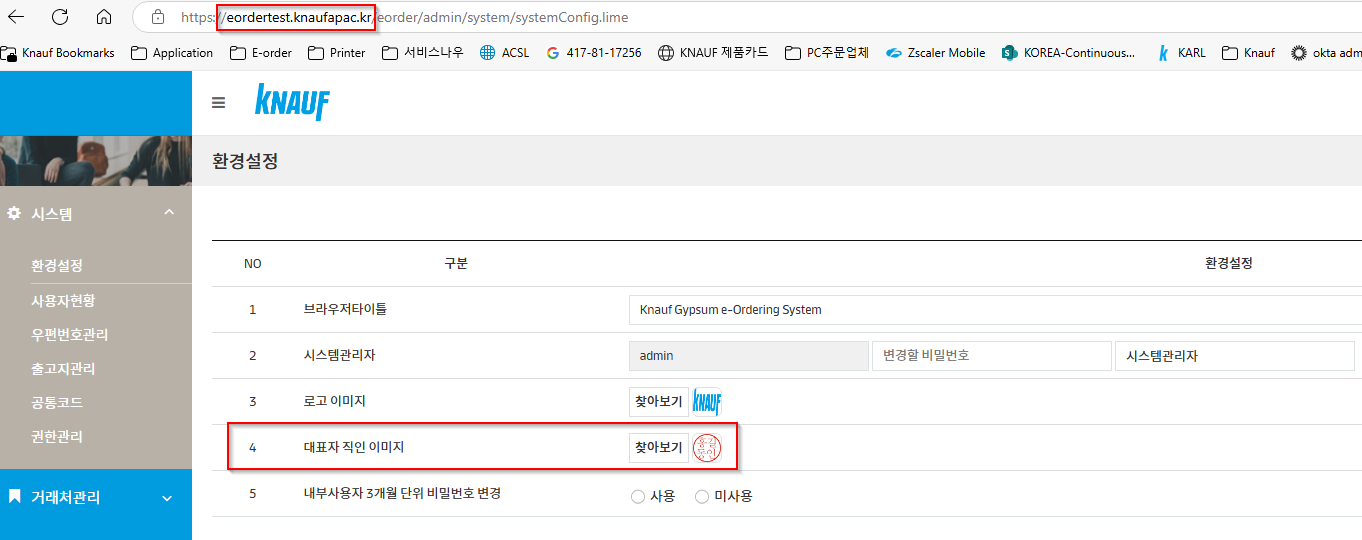 https://eordertest.knaufapac.kr/eorder/admin/system/systemConfig.lime
Knauf Bookmarks Application E-order Printer 서비스나우 ACSL 417-81-17256 KNAUF 제품카드 PC주문업체 Zscaler Mobile KOREA-Continuous... KARL Knauf okta adm
KNAUF
환경설정
시스템
환경설정
사용자현황
우편번호관리
출고지관리
공통코드
권한관리
거래처관리
NO 구분 환경설정
1 브라우저타이틀 Knauf Gypsum e-Ordering System
2 시스템관리자 admin 변경할 비밀번호 시스템관리자
3 로고 이미지 찾아보기 KNAUF
4 대표자 직인 이미지 찾아보기
5 내부사용자 3개월 단위 비밀번호 변경 사용 미사용